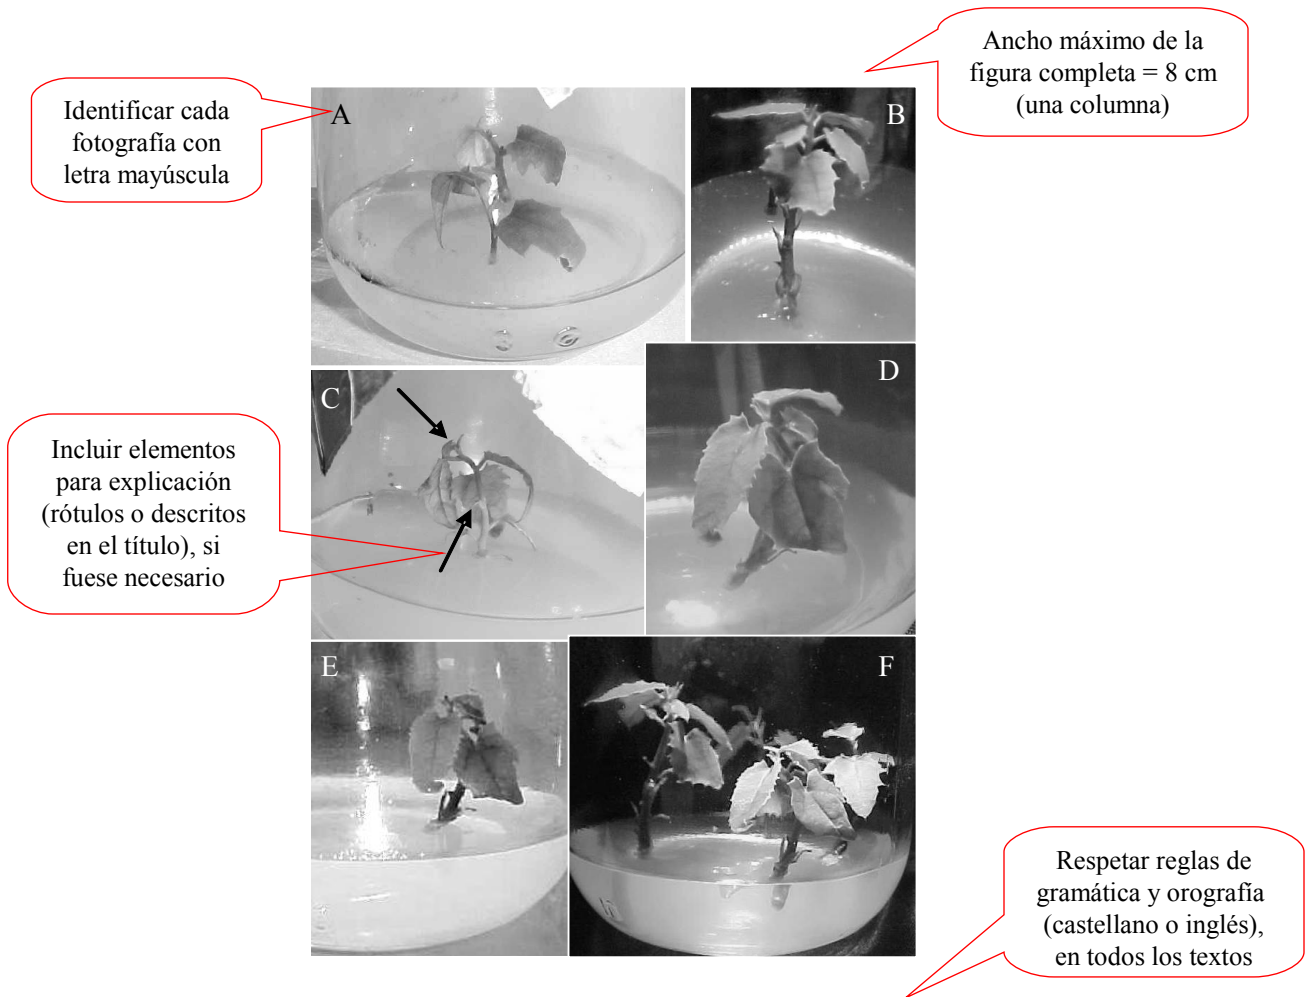 Ancho máximo de la
figura completa = 8 cm
(una columna)
Identificar cada
fotografía con
letra mayúscula
A
B
C
D
Incluir elementos
para explicación
(rótulos o descritos
en el título), si
fuese necesario
E
F
Respetar reglas de
gramática y orografía
(castellano o inglés),
en todos los textos